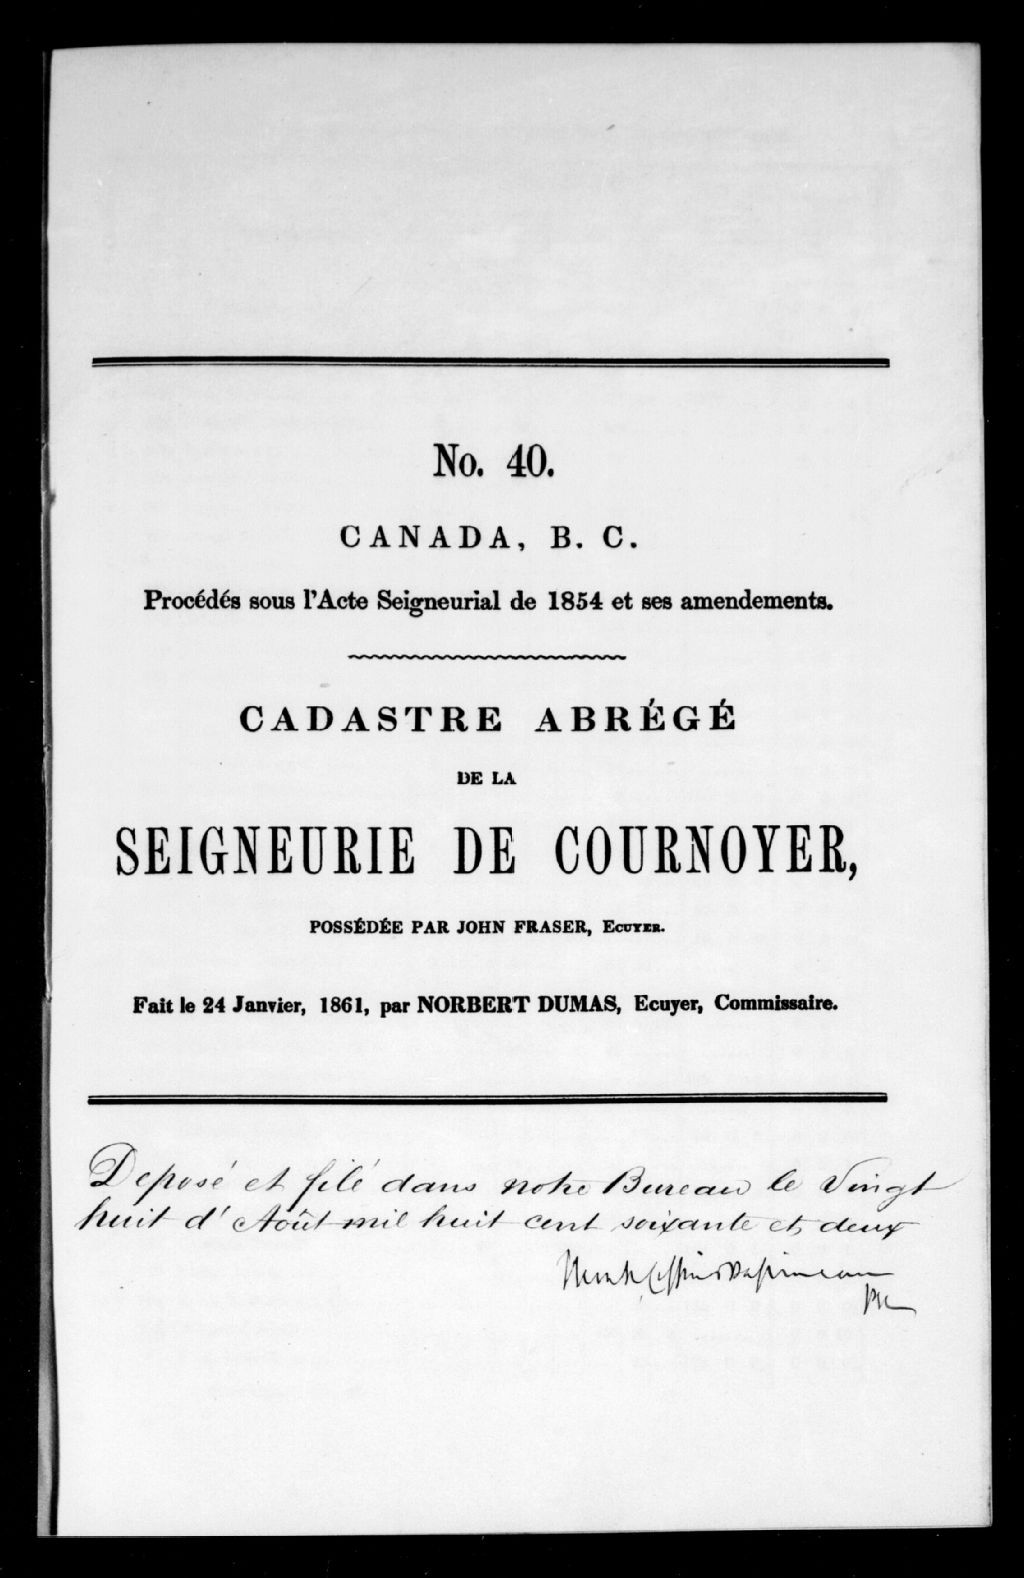 No. 40.
CANADA, B. C.
Procédés sous l'Acte Seigneurial de 1854 et ses amendements.
CADASTRE ABRÉGÉ
DE LA
SEIGNEURIE DE COURNOYER,
POSSÉDÉE PAR JOHN FRASER, ECUYER.
Fait le 24 Janvier, 1861, par NORBERT DUMAS, Ecuyer, Commissaire.
Deposé et filé dans notre Bureau le Vingt
huit d'Août mil huit cent soixante et deux